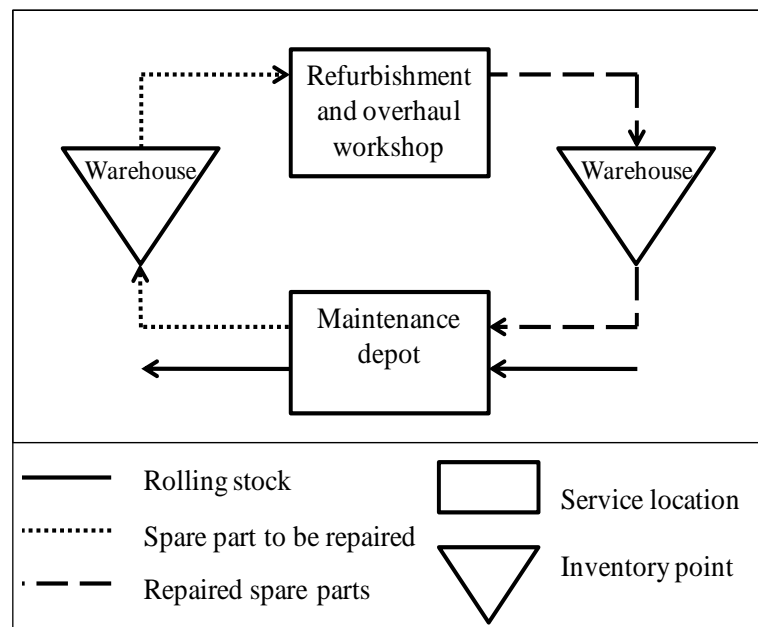 Refurbishment
and overhaul
workshop
Warehouse
Warehouse
Maintenance
depot
Rolling stock
Spare part to be repaired
Repaired spare parts
Service location
Inventory point